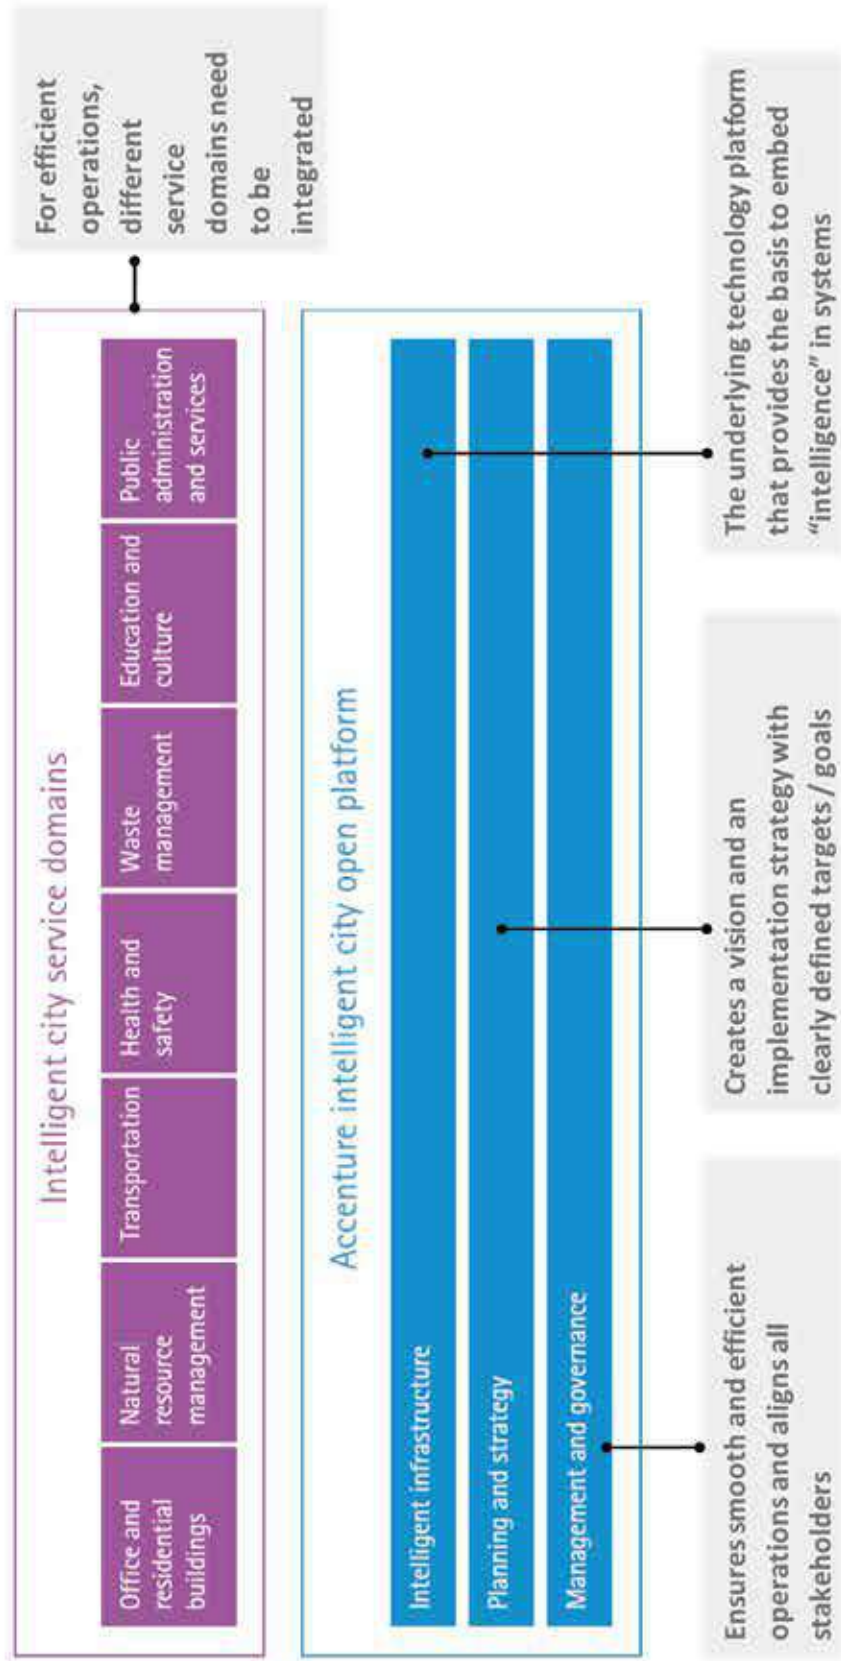 Intelligent city service domains
Office and
residential
buildings
Natural
resource
management
Transportation
Health and
safety
Waste
management
Education and
culture
Public
administration
and services
For efficient
operations,
different
service
domains need
to be
integrated
Accenture intelligent city open platform
Intelligent infrastructure
Planning and strategy
Management and governance
Ensures smooth and efficient
operations and aligns all
stakeholders
Creates a vision and an
implementation strategy with
clearly defined targets / goals
The underlying technology platform
that provides the basis to embed
“intelligence” in systems